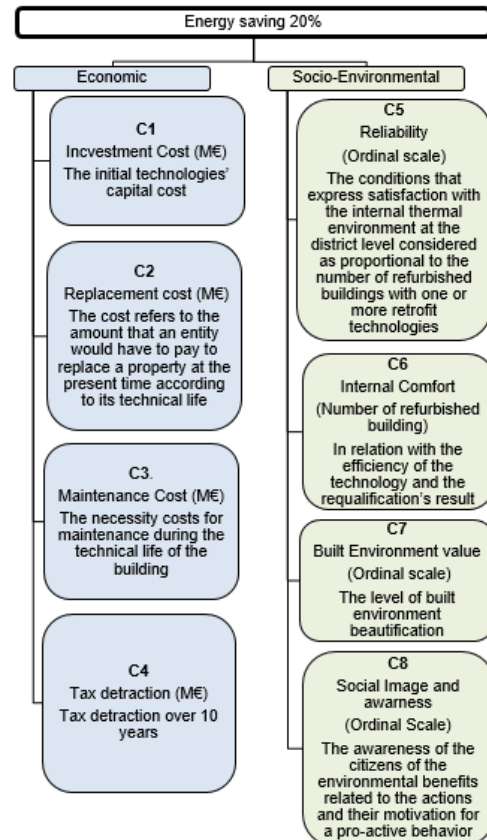 Energy saving 20%
Economic
C1
Incvestment Cost (M€)
The initial technologies'
capital cost
C2
Replacement cost (M€)
The cost refers to the
amount that an entity
would have to pay to
replace a property at the
present time according
to its technical life
C3.
Maintenance Cost (M€)
The necessity costs for
maintenance during the
technical life of the
building
C4
Tax detraction (M€)
Tax detraction over 10
years
Socio-Environmental
C5
Reliability
(Ordinal scale)
The conditions that
express satisfaction with
the internal thermal
environment at the
district level considered
as proportional to the
number of refurbished
buildings with one or
more retrofit
technologies
C6
Internal Comfort
(Number of refurbished
building)
In relation with the
efficiency of the
technology and the
requalification's result
C7
Built Environment value
(Ordinal scale)
The level of built
environment
beautification
C8
Social Image and
awarness
(Ordinal Scale)
The awareness of the
citizens of the
environmental benefits
related to the actions
and their motivation for
a pro-active behavior